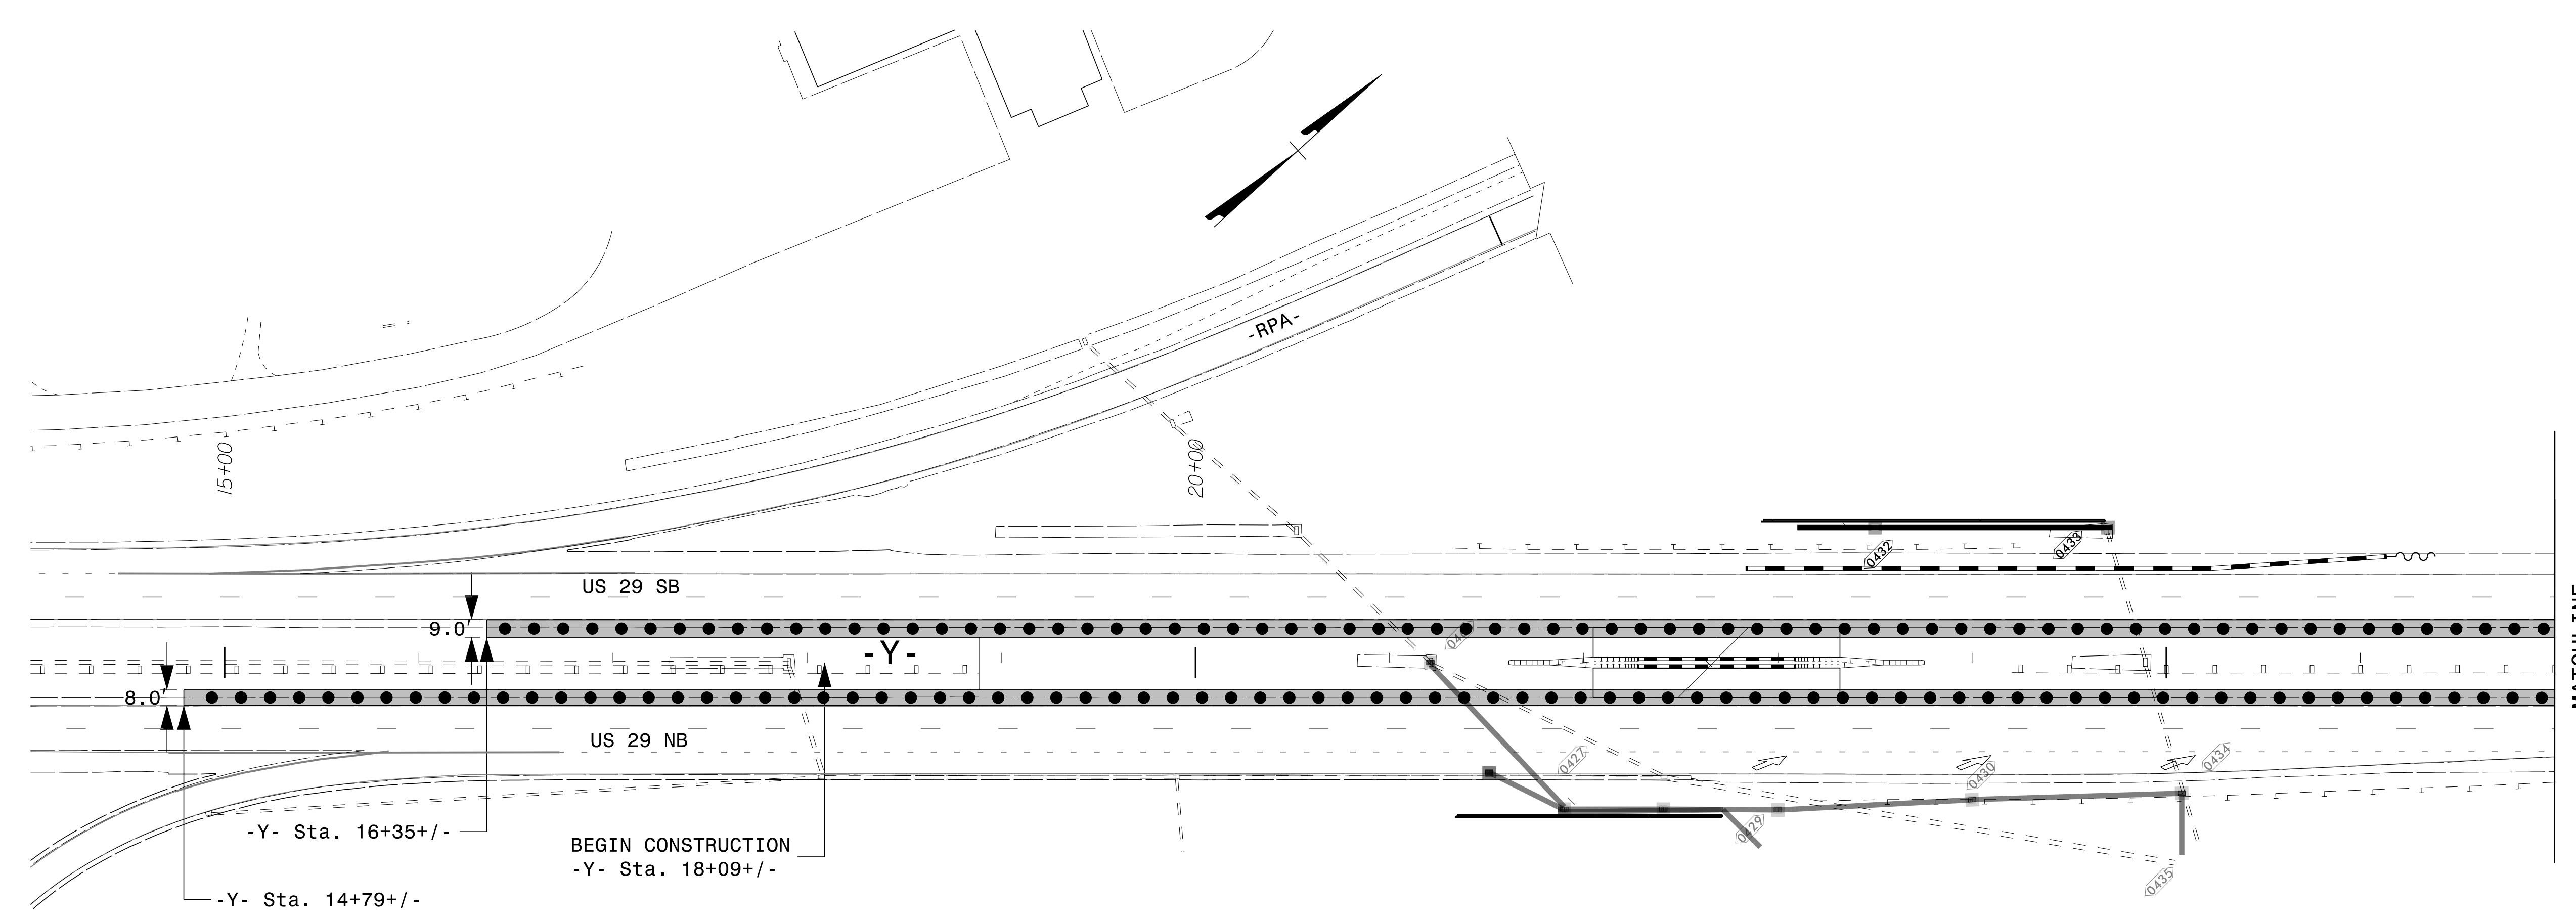 -RPA-
15+00
20+00
0432
0433
US 29 SB
9.0'
-Y-
8.0'
US 29 NB
0427
0430
0434
0429
0435
-Y- Sta. 16+35+/-
BEGIN CONSTRUCTION
-Y- Sta. 18+09+/-
-Y- Sta. 14+79+/-